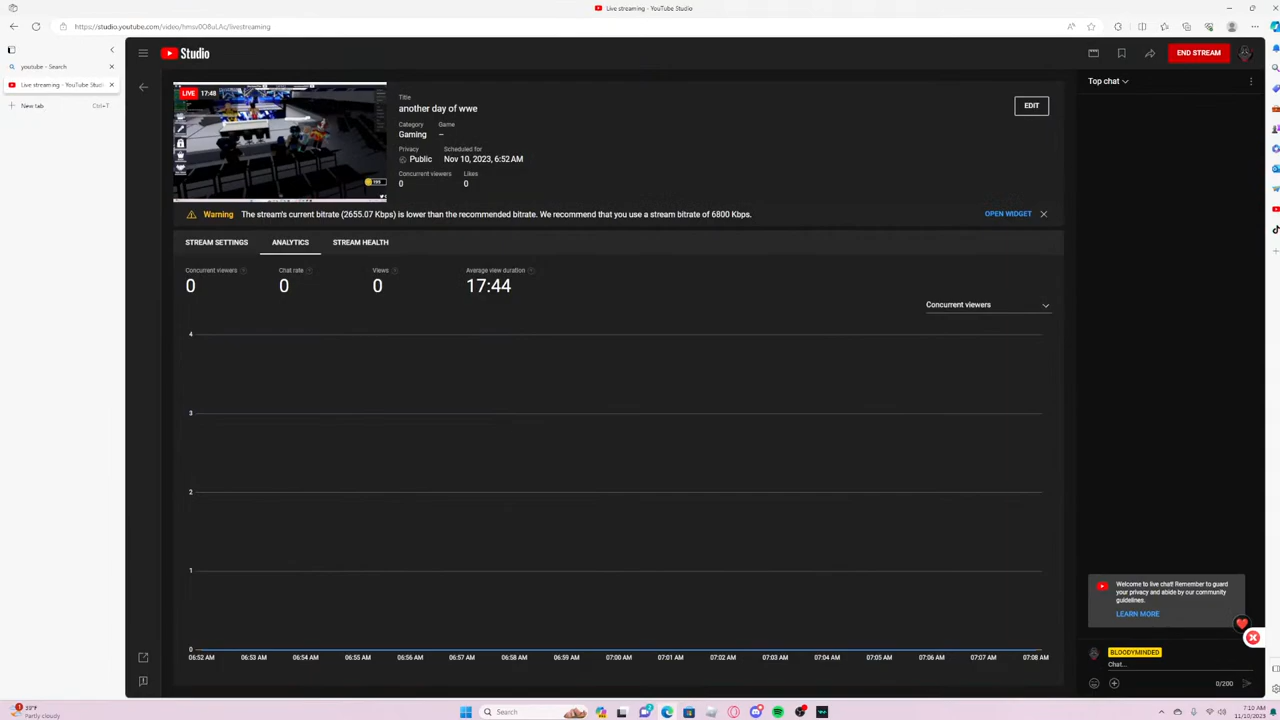 Live streaming - YouTube Studio
https://studio.youtube.com/video/hmsv0O8uLAc/livestreaming
youtube - Search
Live streaming - YouTube Studi
New tab
Ctrl+T
Studio
END STREAM
LIVE 17:48
Title
another day of wwe
EDIT
Category Game
Gaming –
Privacy Scheduled for
Public Nov 10, 2023, 6:52 AM
Concurrent viewers Likes
0 0
Top chat
Warning The stream's current bitrate (2655.07 Kbps) is lower than the recommended bitrate. We recommend that you use a stream bitrate of 6800 Kbps.
OPEN WIDGET
STREAM SETTINGS ANALYTICS STREAM HEALTH
Concurrent viewers Chat rate Views Average view duration
0 0 0 17:44
Concurrent viewers
4
3
2
1
0
06:52 AM 06:53 AM 06:54 AM 06:55 AM 06:56 AM 06:57 AM 06:58 AM 06:59 AM 07:00 AM 07:01 AM 07:02 AM 07:03 AM 07:04 AM 07:05 AM 07:06 AM 07:07 AM 07:08 AM
Welcome to live chat! Remember to guard
your privacy and abide by our community
guidelines.
LEARN MORE
BLOODYMINDED
Chat...
0/200
33°F
Partly cloudy
Search
7:10 AM
11/10/2023